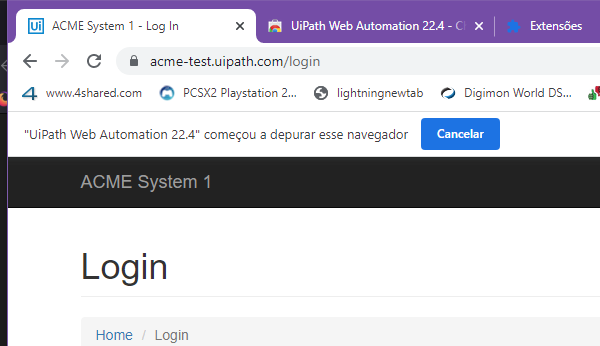 Ui ACME System 1 - Log In UiPath Web Automation 22.4 - C Extensões
acme-test.uipath.com/login
4 www.4shared.com PCSX2 Playstation 2... lightningnewtab Digimon World DS...
"UiPath Web Automation 22.4" começou a depurar esse navegador Cancelar
ACME System 1
Login
Home / Login